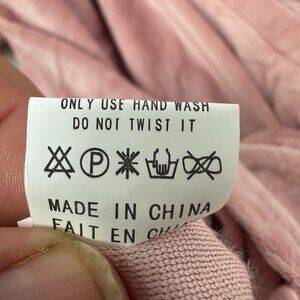 ONLY USE HAND WASH
DO NOT TWIST IT
P
MADE IN CHINA
FAIT EN